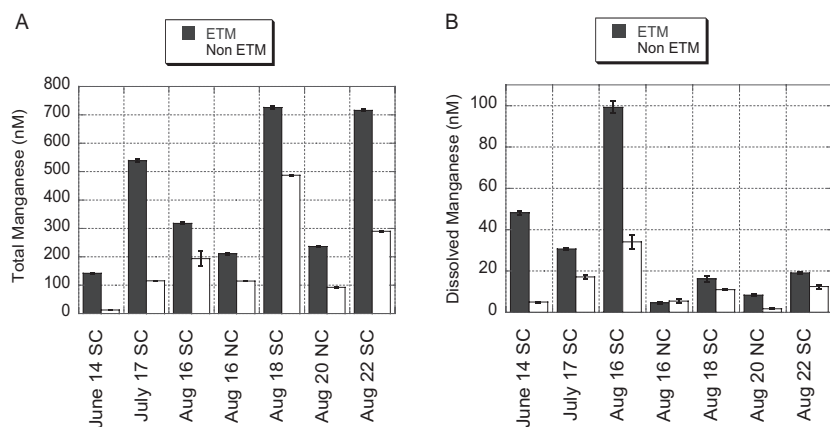 A
ETM
Non ETM
Total Manganese (nM)
800
700
600
500
400
300
200
100
0
June 14 SC
July 17 SC
Aug 16 SC
Aug 16 NC
Aug 18 SC
Aug 20 NC
Aug 22 SC
B
ETM
Non ETM
Dissolved Manganese (nM)
100
80
60
40
20
0
June 14 SC
July 17 SC
Aug 16 SC
Aug 16 NC
Aug 18 SC
Aug 20 NC
Aug 22 SC